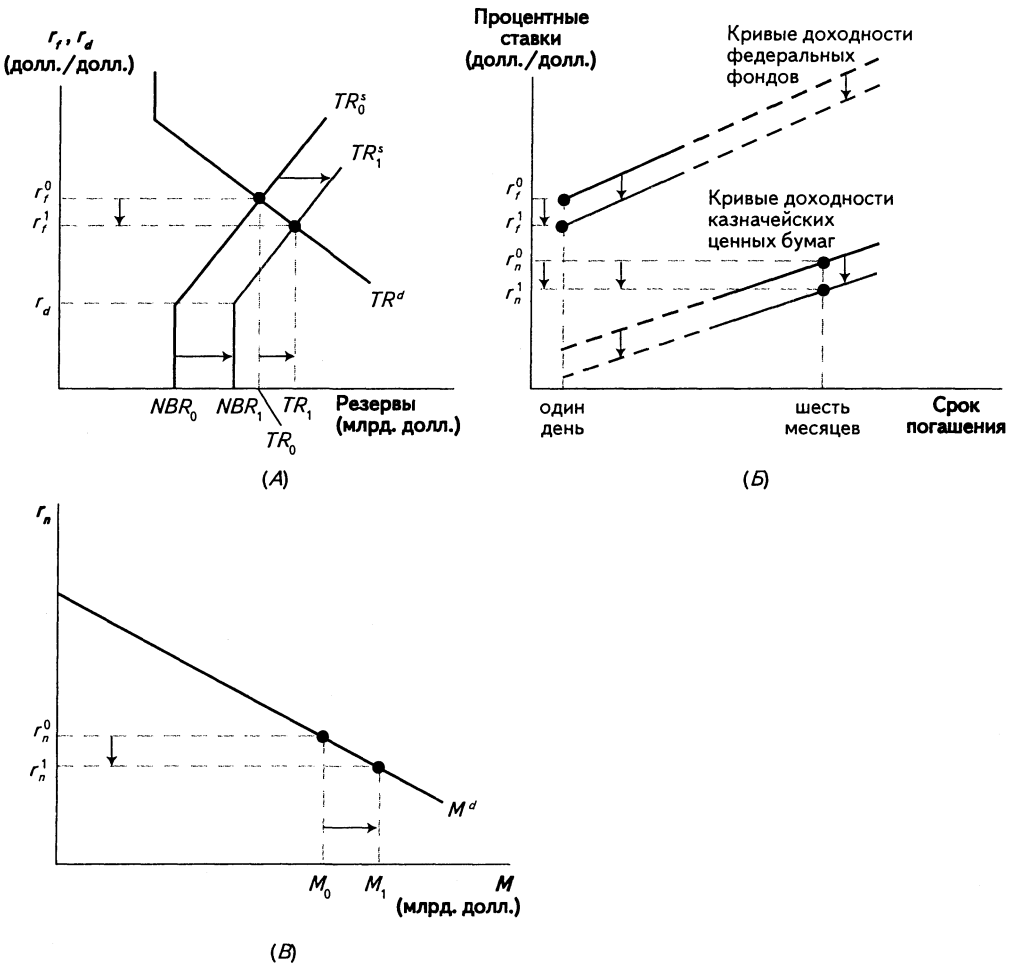 r_f, r_d
(долл./долл.)
TR_0^s
TR_1^s
r_f^0
r_f^1
r_d
TR^d
NBR_0
NBR_1
TR_1
TR_0
Резервы
(млрд. долл.)
(А)
Процентные
ставки
(долл./долл.)
Кривые доходности
федеральных
фондов
r_f^0
r_f^1
r_n^0
r_n^1
Кривые доходности
казначейских
ценных бумаг
один
день
шесть
месяцев
Срок
погашения
(Б)
r_n
r_n^0
r_n^1
M^d
M_0
M_1
M
(млрд. долл.)
(В)